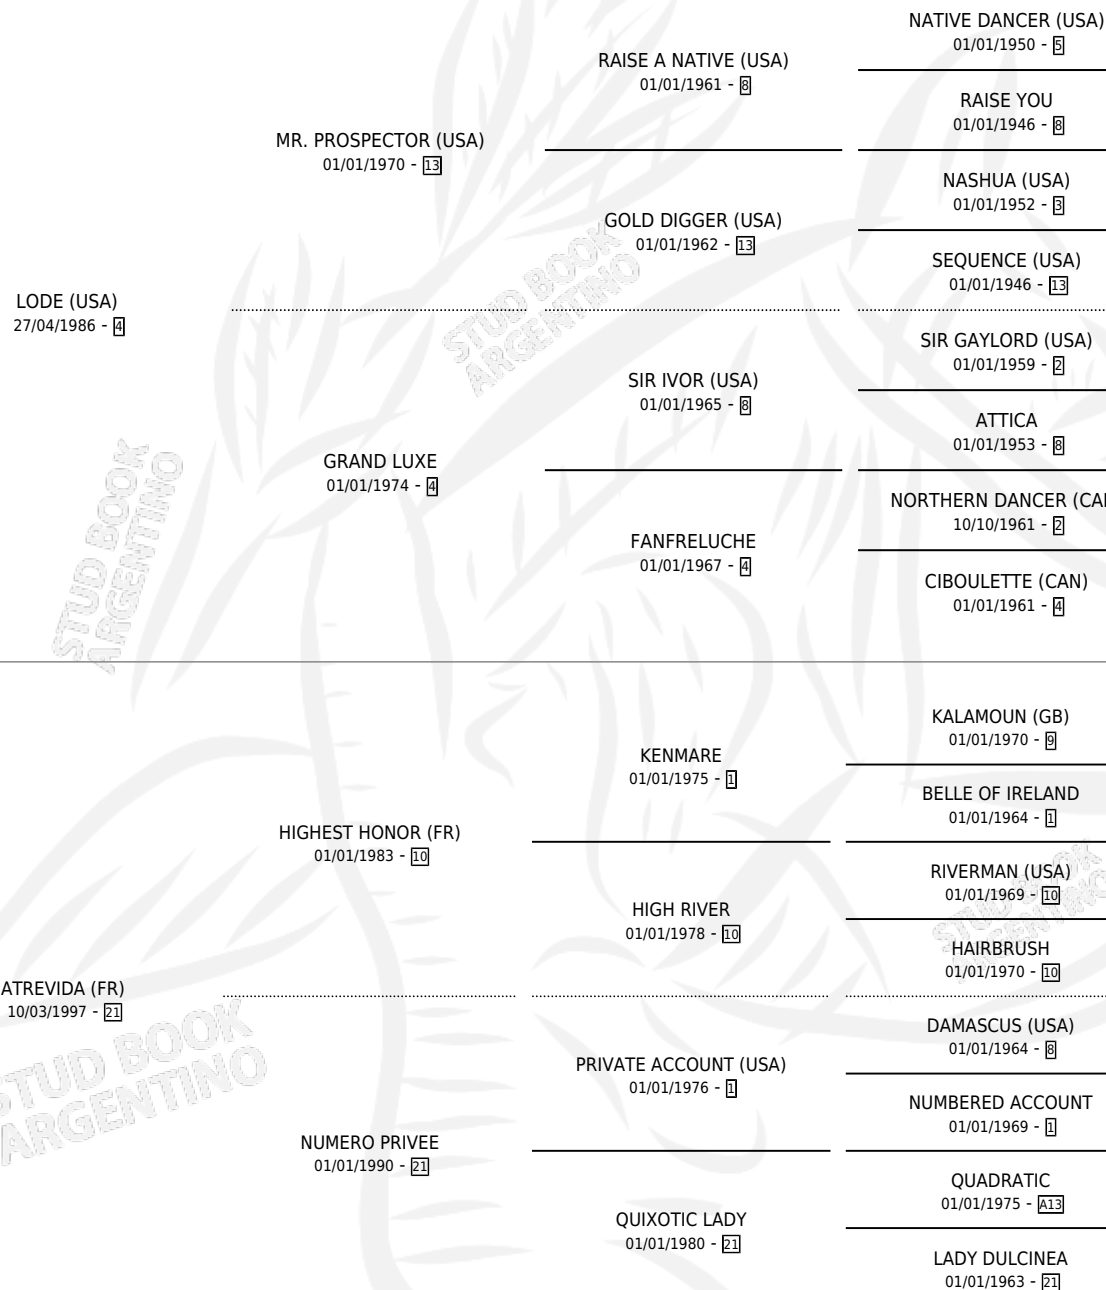 NATIVE DANCER (USA)
01/01/1950 - 5
RAISE A NATIVE (USA)
01/01/1961 - 8
RAISE YOU
01/01/1946 - 8
MR. PROSPECTOR (USA)
01/01/1970 - 13
NASHUA (USA)
01/01/1952 - 3
GOLD DIGGER (USA)
01/01/1962 - 13
SEQUENCE (USA)
01/01/1946 - 13
LODE (USA)
27/04/1986 - 4
SIR GAYLORD (USA)
01/01/1959 - 2
SIR IVOR (USA)
01/01/1965 - 8
ATTICA
01/01/1953 - 8
GRAND LUXE
01/01/1974 - 4
NORTHERN DANCER (CAN
10/10/1961 - 2
FANFRELUCHE
01/01/1967 - 4
CIBOULETTE (CAN)
01/01/1961 - 4
KALAMOUN (GB)
01/01/1970 - 9
KENMARE
01/01/1975 - 1
BELLE OF IRELAND
01/01/1964 - 1
HIGHEST HONOR (FR)
01/01/1983 - 10
RIVERMAN (USA)
01/01/1969 - 10
HIGH RIVER
01/01/1978 - 10
HAIRBRUSH
01/01/1970 - 10
ATREVIDA (FR)
10/03/1997 - 21
DAMASCUS (USA)
01/01/1964 - 8
PRIVATE ACCOUNT (USA)
01/01/1976 - 1
NUMBERED ACCOUNT
01/01/1969 - 1
NUMERO PRIVEE
01/01/1990 - 21
QUADRATIC
01/01/1975 - A13
QUIXOTIC LADY
01/01/1980 - 21
LADY DULCINEA
01/01/1963 - 21
STUD BOOK
ARGENTINO
STUD BOOK
ARGENTINO
STUD BOOK
ARGENTINO
STUD BOOK
ARGENTINO